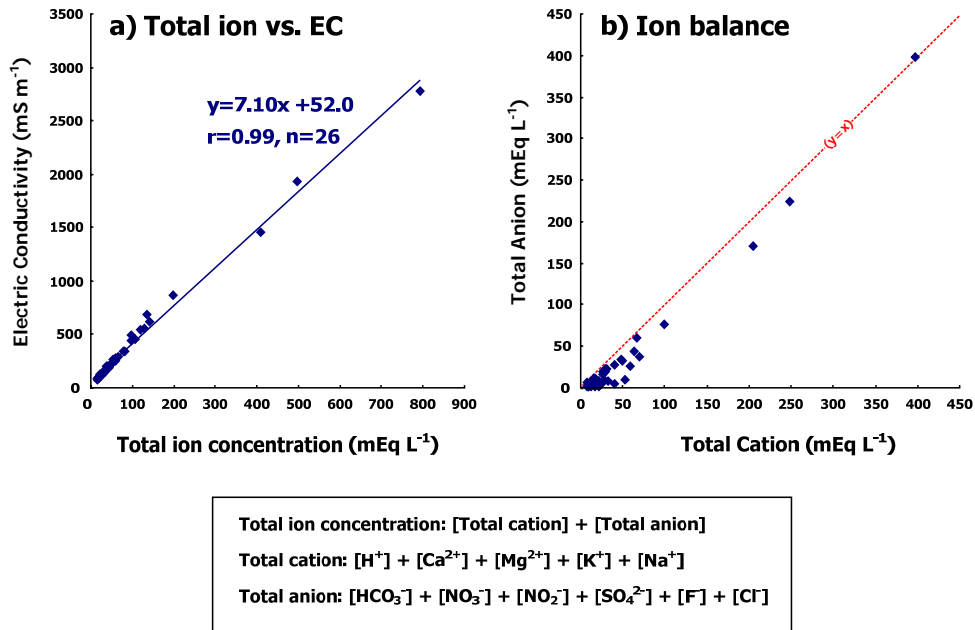 a) Total ion vs. EC
3500
3000
2500
2000
1500
1000
500
0
Electric Conductivity (mS m⁻¹)
y=7.10x +52.0
r=0.99, n=26
0 100 200 300 400 500 600 700 800 900
Total ion concentration (mEq L⁻¹)
b) Ion balance
450
400
350
300
250
200
150
100
50
0
Total Anion (mEq L⁻¹)
(y=x)
0 50 100 150 200 250 300 350 400 450
Total Cation (mEq L⁻¹)
Total ion concentration: [Total cation] + [Total anion]
Total cation: [H⁺] + [Ca²⁺] + [Mg²⁺] + [K⁺] + [Na⁺]
Total anion: [HCO₃⁻] + [NO₃⁻] + [NO₂⁻] + [SO₄²⁻] + [F⁻] + [Cl⁻]